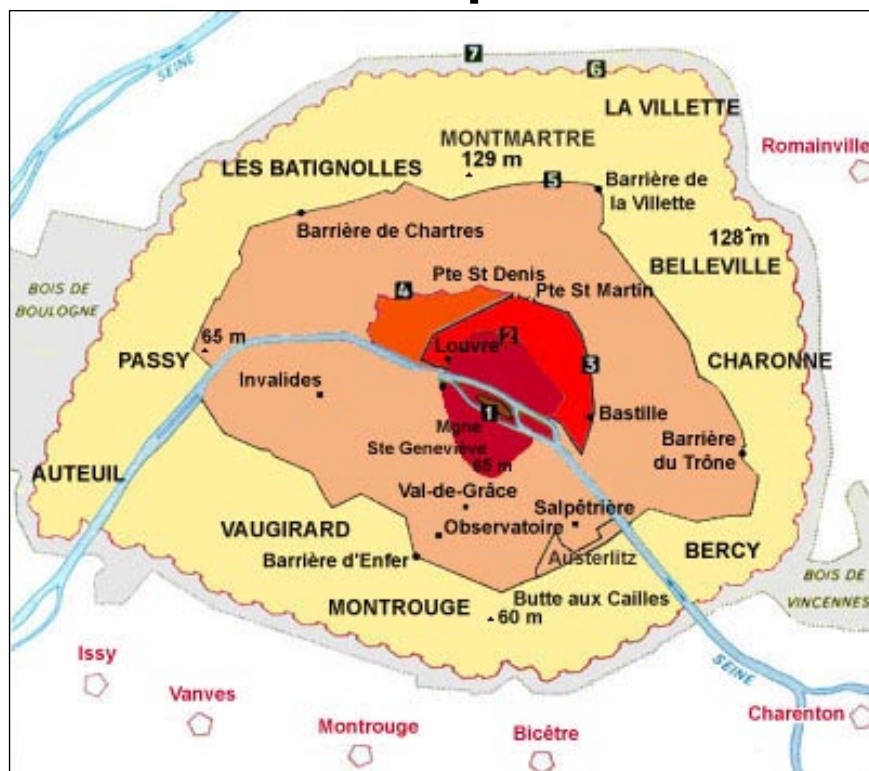 7
6
SEINE
LA VILLETTE
MONTMARTRE
129 m
Romainville
LES BATIGNOLLES
5
Barrière de
la Villette
Barrière de Chartres
128 m
BELLEVILLE
Pte St Denis
4
Pte St Martin
BOIS DE
BOULOGNE
65 m
2
Louvre
PASSY
3
CHARONNE
Invalides
1
Bastille
Mgne
Ste Geneviève
65 m
Barrière
du Trône
AUTEUIL
Val-de-Grâce
Salpêtrière
VAUGIRARD
Observatoire
BERCY
Barrière d'Enfer
Austerlitz
BOIS DE
VINCENNES
MONTROUGE
Butte aux Cailles
60 m
SEINE
Issy
Vanves
Montrouge
Bicêtre
Charenton